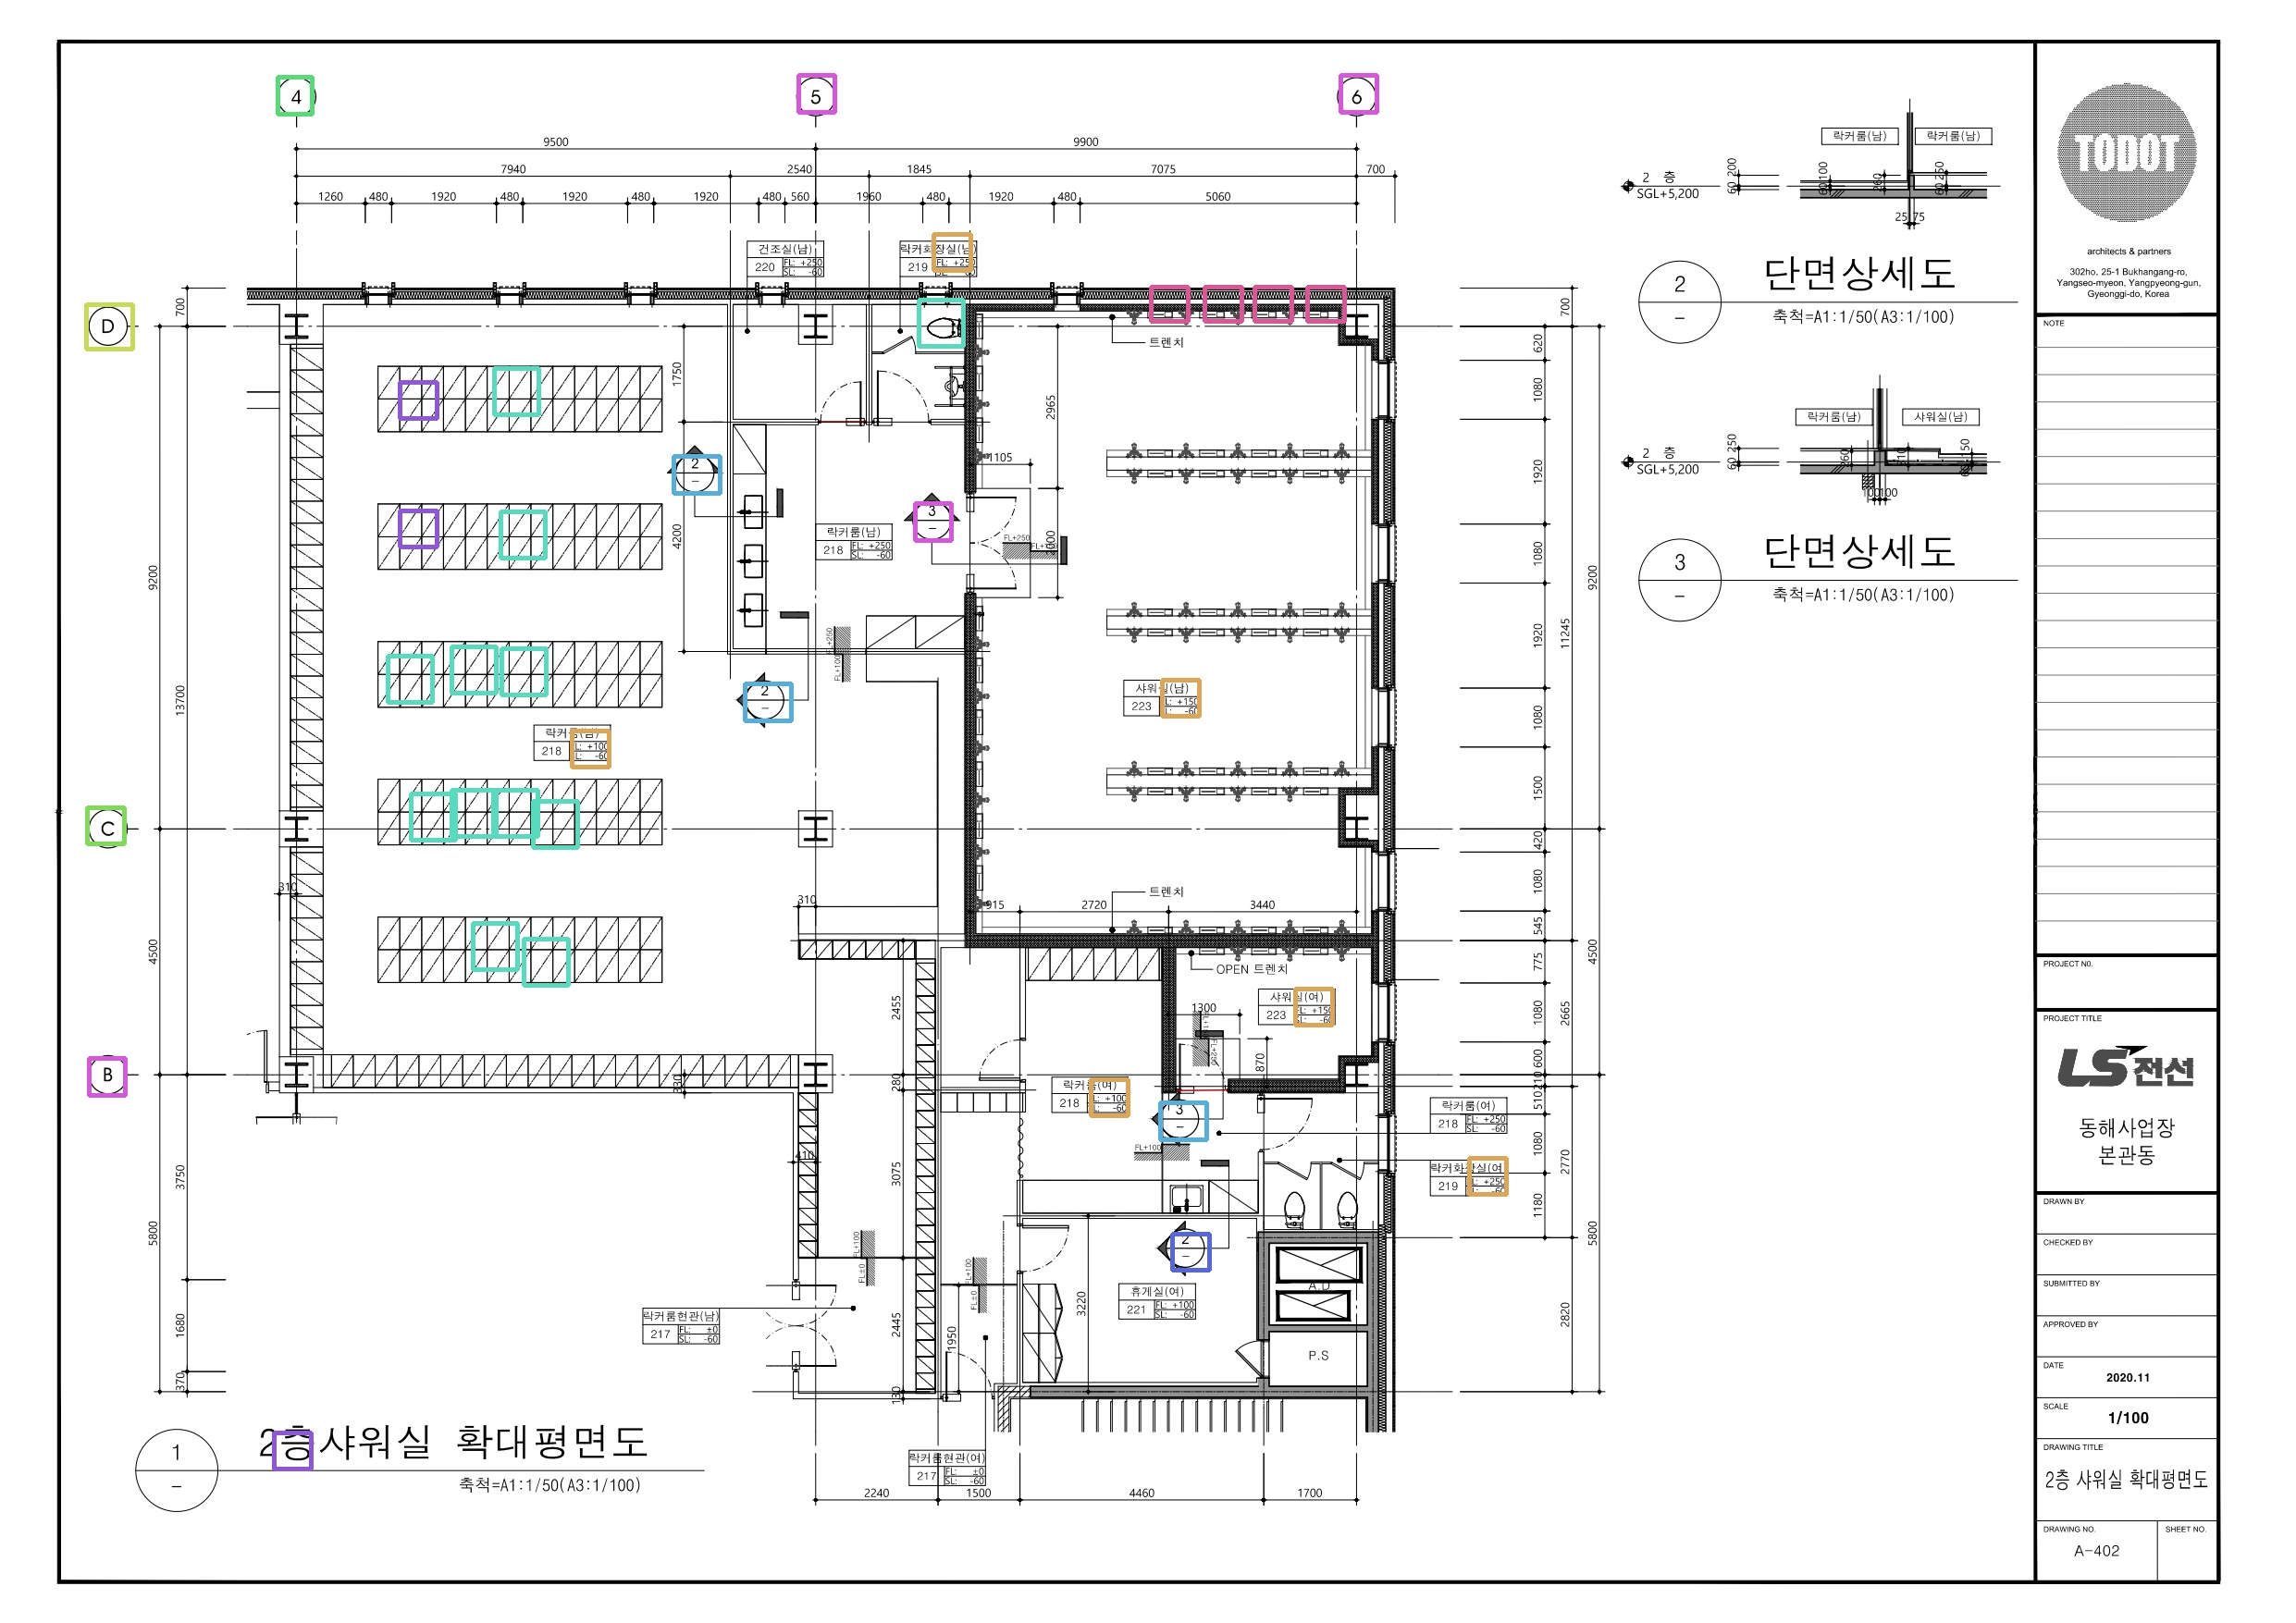 4
5
6
9500
9900
7940
2540
1845
7075
700
1260
480
1920
480
1920
480
1920
480
560
1960
480
1920
480
5060
건조실(남)
220
FL: +250
SL: -60
락커화장실(남)
219
FL: +250
D
C
B
700
9200
13700
4500
3750
5800
1680
370
1750
4200
2965
1105
트렌치
2
–
3
–
락커룸(남)
218
FL: +250
SL: -60
FL+250
FL+250
FL+100
2
–
샤워실(남)
223
+150
-60
락커룸(남)
218
+100
-60
310
310
트렌치
915
2720
3440
OPEN 트렌치
샤워실(여)
223
+150
-60
1300
870
2455
280
330
410
3075
2445
130
1950
3220
락커룸(여)
218
+100
-60
3
–
FL+100
락커룸(여)
218
FL: +250
SL: -60
락커화장실(여)
219
+250
-60
2
–
휴게실(여)
221
FL: +100
SL: -60
A.D
P.S
FL+100
FL±0
FL+100
FL±0
락커룸현관(남)
217
FL: ±0
SL: -60
락커룸현관(여)
217
FL: ±0
SL: -60
2240
1500
4460
1700
700
620
1080
1920
1080
1920
1080
1500
420
1080
545
775
1080
600
210
510
1080
1180
11245
2665
2770
2820
9200
4500
5800
1
–
2층샤워실 확대평면도
축척=A1:1/50(A3:1/100)
락커룸(남)
락커룸(남)
2 층
SGL+5,200
200
60
100
60
260
250
60
25
75
2
–
단면상세도
축척=A1:1/50(A3:1/100)
락커룸(남)
샤워실(남)
2 층
SGL+5,200
250
60
260
150
100
100
3
–
단면상세도
축척=A1:1/50(A3:1/100)
TODOT
architects & partners
302ho, 25-1 Bukhangang-ro,
Yangseo-myeon, Yangpyeong-gun,
Gyeonggi-do, Korea
NOTE
PROJECT NO.
PROJECT TITLE
LS전선
동해사업장
본관동
DRAWN BY
CHECKED BY
SUBMITTED BY
APPROVED BY
DATE
2020.11
SCALE
1/100
DRAWING TITLE
2층 샤워실 확대평면도
DRAWING NO.
SHEET NO.
A-402